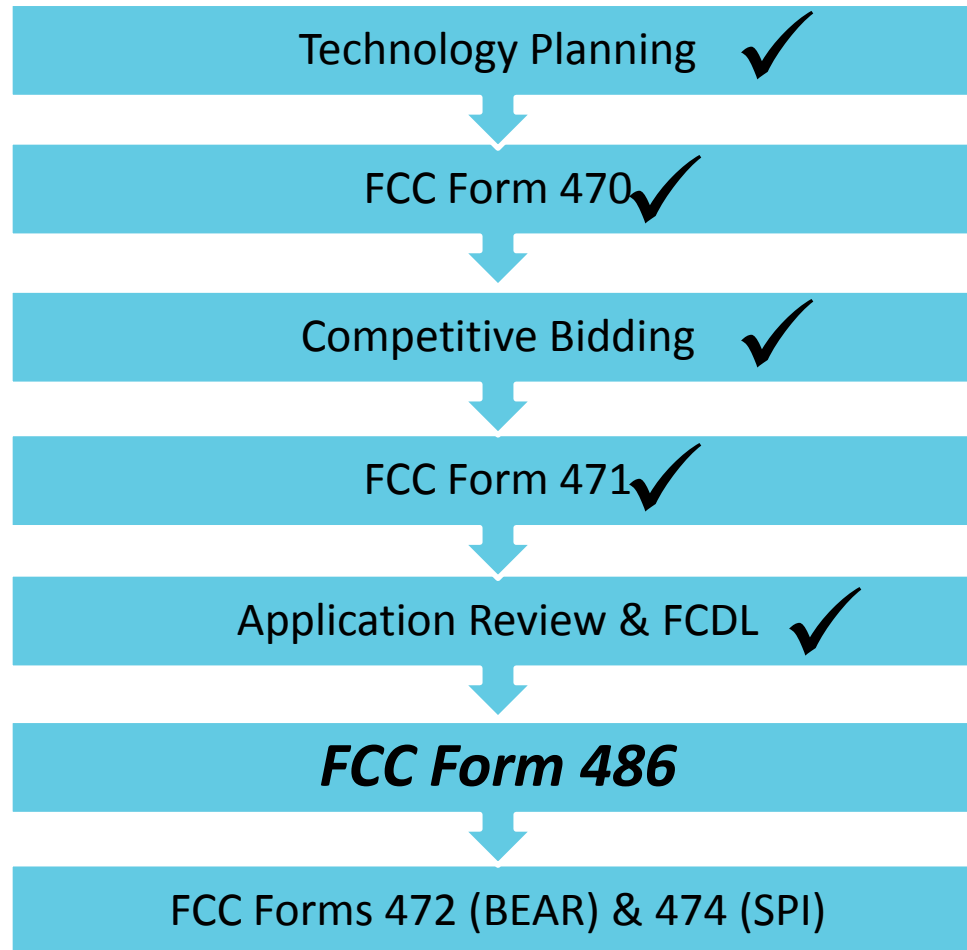 Technology Planning
FCC Form 470
Competitive Bidding
FCC Form 471
Application Review & FCDL
FCC Form 486
FCC Forms 472 (BEAR) & 474 (SPI)